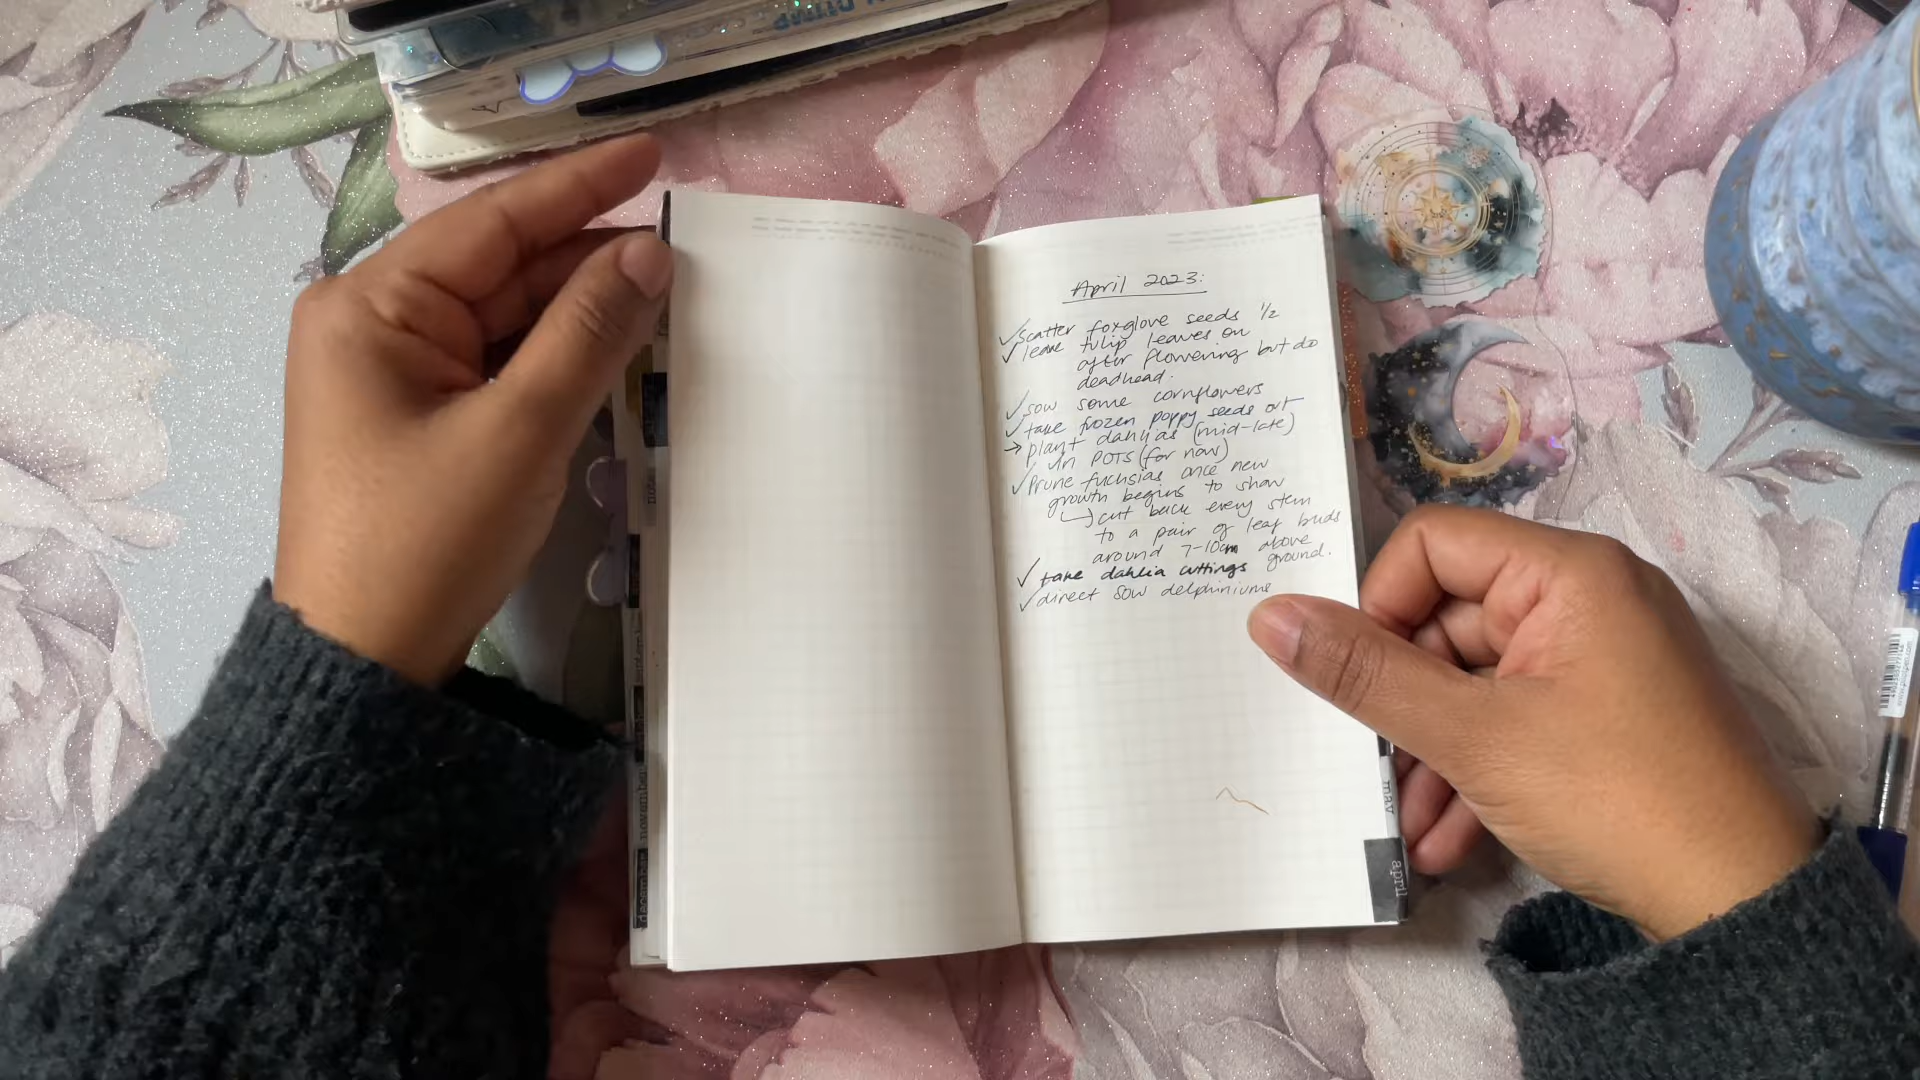 April 2023:
✓ scatter foxglove seeds ½
✓ leave tulip leaves on
after flowering but do
deadhead.
✓ sow some cornflowers
✓ take frozen poppy seeds out
→ plant dahlias (mid-late)
in POTS (for now)
✓ Prune fuchsias once new
growth begins to show
↳ cut back every stem
to a pair of leaf buds
around 7-10cm above
ground.
✓ take dahlia cuttings
✓ direct sow delphiniums
may
april
november
december